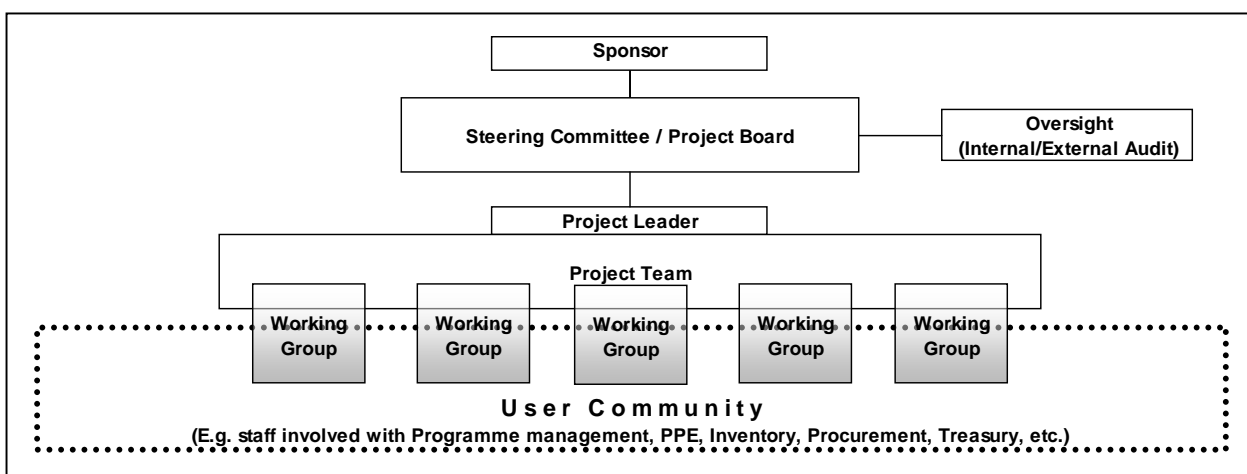 Sponsor
Steering Committee / Project Board
Oversight
(Internal/External Audit)
Project Leader
Project Team
Working
Group
Working
Group
Working
Group
Working
Group
Working
Group
User Community
(E.g. staff involved with Programme management, PPE, Inventory, Procurement, Treasury, etc.)